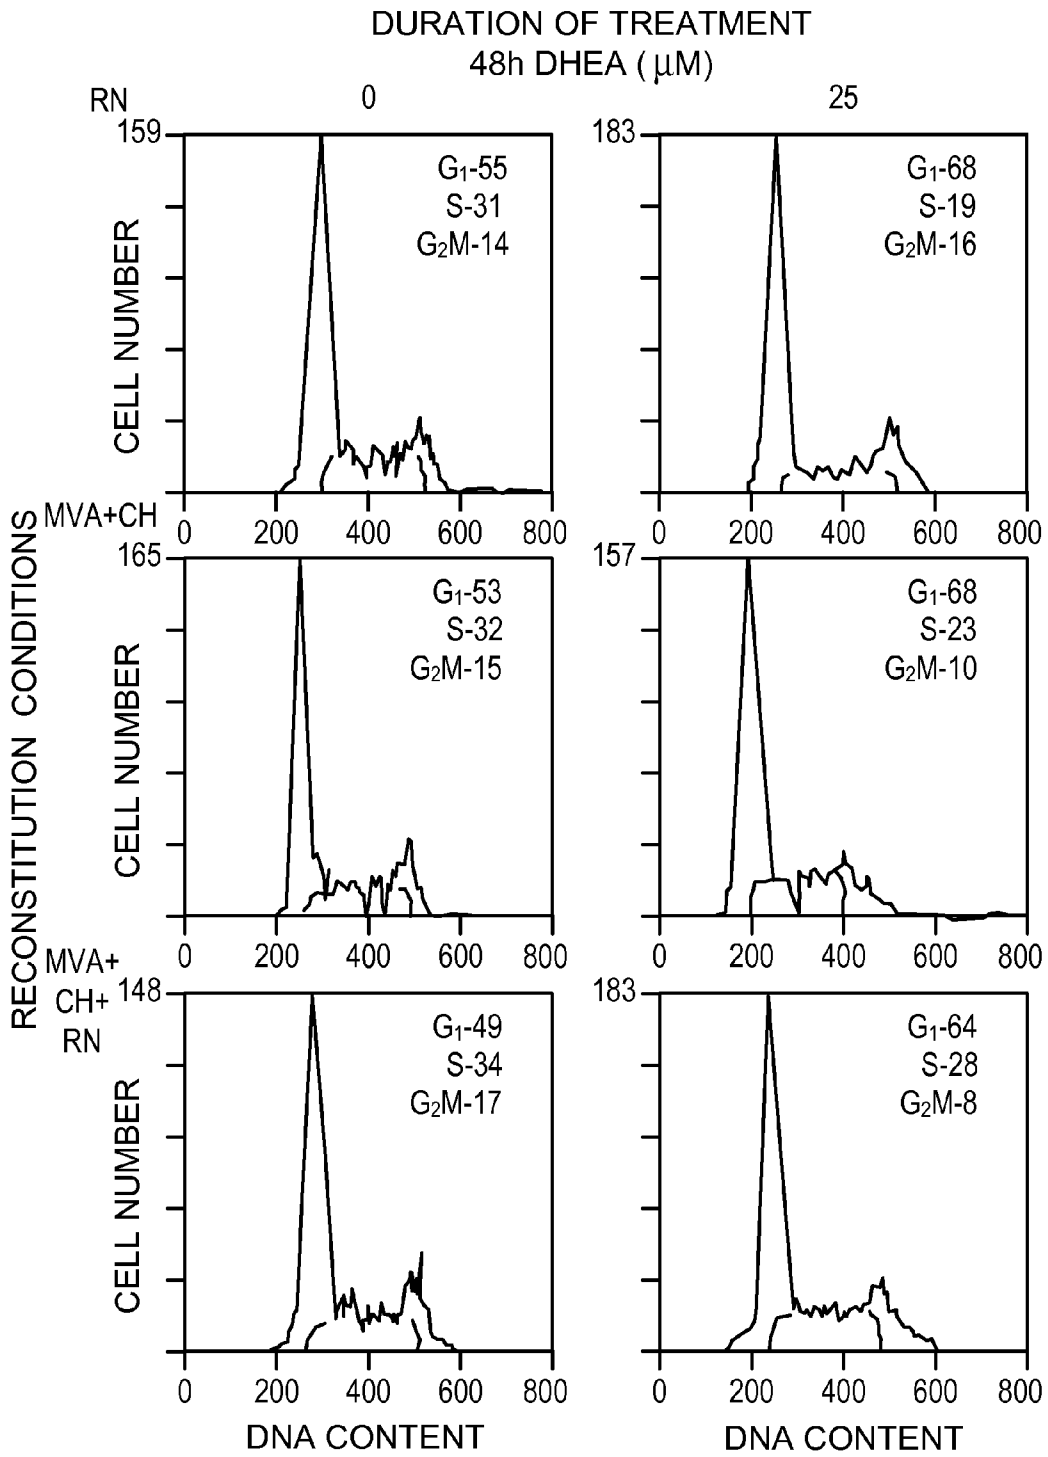 DURATION OF TREATMENT
48h DHEA (μM)
RN 0 25
159 183
G₁-55 G₁-68
S-31 S-19
G₂M-14 G₂M-16
CELL NUMBER
0 200 400 600 800 0 200 400 600 800
RECONSTITUTION CONDITIONS
MVA+CH
165 157
G₁-53 G₁-68
S-32 S-23
G₂M-15 G₂M-10
CELL NUMBER
0 200 400 600 800 0 200 400 600 800
MVA+
CH+ 148 183
RN
G₁-49 G₁-64
S-34 S-28
G₂M-17 G₂M-8
CELL NUMBER
0 200 400 600 800 0 200 400 600 800
DNA CONTENT DNA CONTENT